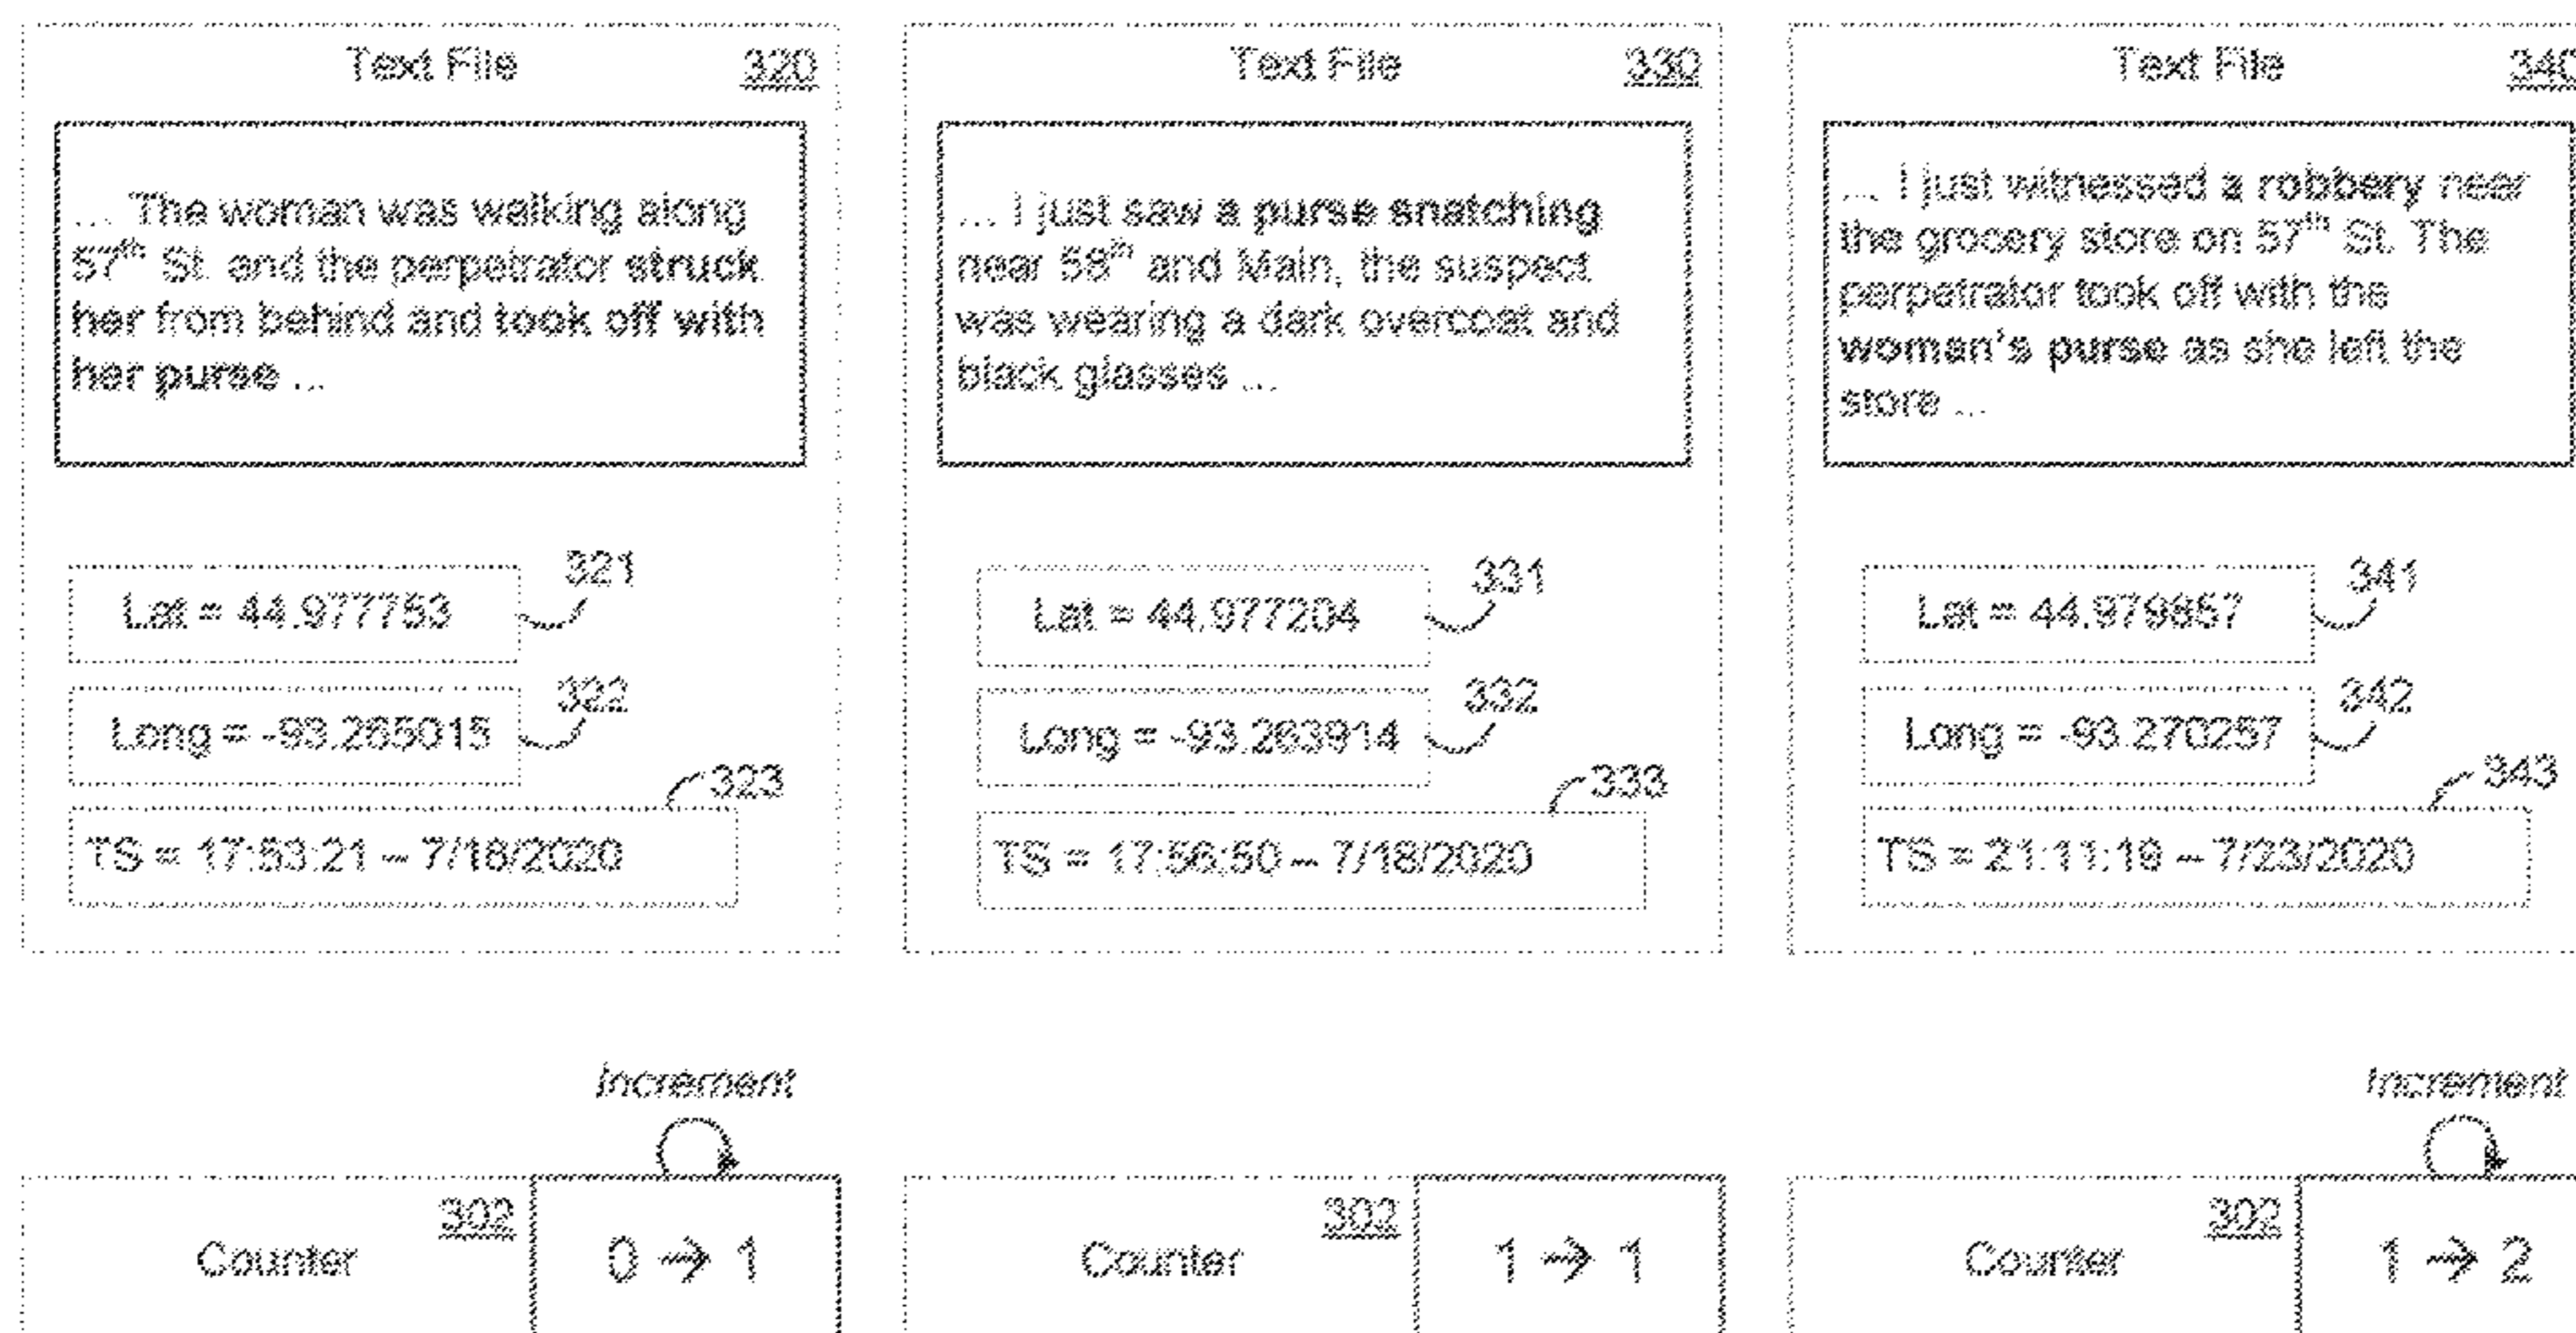 Text File 320
... The woman was walking along
57th St. and the perpetrator struck
her from behind and took off with
her purse ...
321
Lat = 44.977753
322
Long = -93.265015
323
TS = 17:53:21 – 7/18/2020
Increment
302
Counter 0 → 1
Text File 330
... I just saw a purse snatching
near 58th and Main, the suspect
was wearing a dark overcoat and
black glasses ...
331
Lat = 44.977204
332
Long = -93.263914
333
TS = 17:56:50 – 7/18/2020
302
Counter 1 → 1
Text File 340
... I just witnessed a robbery near
the grocery store on 57th St. The
perpetrator took off with the
woman's purse as she left the
store ...
341
Lat = 44.979857
342
Long = -93.270257
343
TS = 21:11:19 – 7/23/2020
Increment
302
Counter 1 → 2